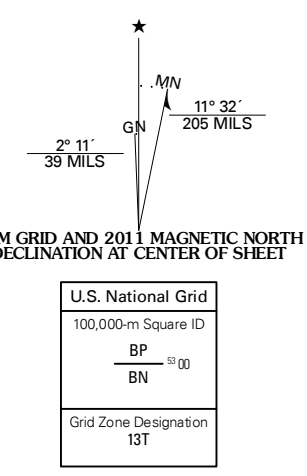 ★
MN
GN
11° 32´
205 MILS
2° 11´
39 MILS
M GRID AND 2011 MAGNETIC NORTH
DECLINATION AT CENTER OF SHEET
U.S. National Grid
100,000-m Square ID
BP
53 00
BN
Grid Zone Designation
13T